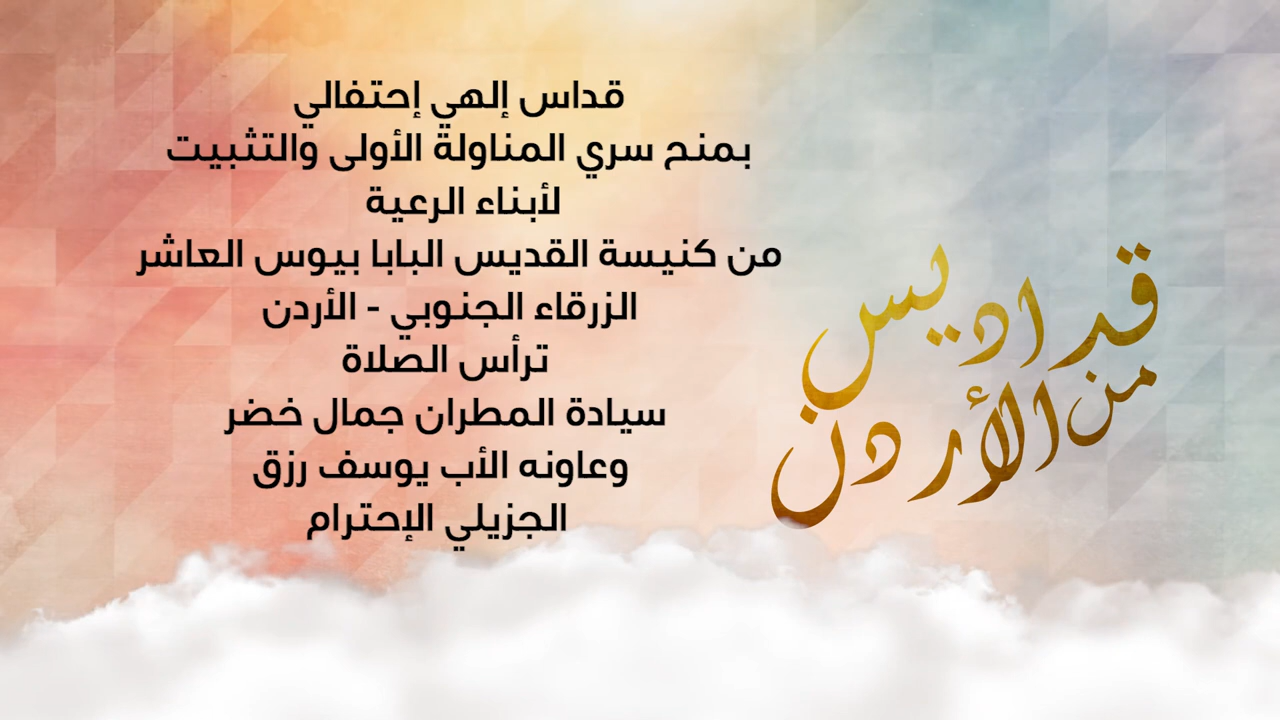 قداس إلهي إحتفالي
بمنح سري المناولة الأولى والتثبيت
لأبناء الرعية
من كنيسة القديس البابا بيوس العاشر
الزرقاء الجنوبي - الأردن
ترأس الصلاة
سيادة المطران جمال خضر
وعاونه الأب يوسف رزق
الجزيلي الإحترام
قداديس
من الأردن